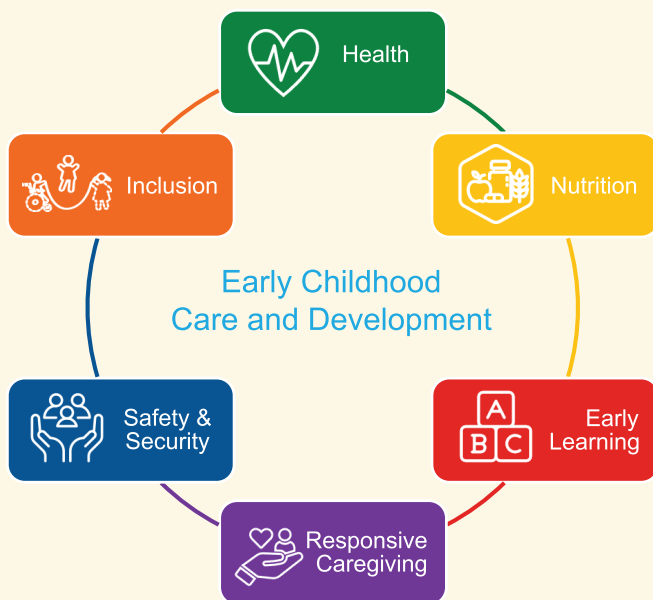 Health
Inclusion
Nutrition
Early Childhood
Care and Development
Safety &
Security
A
B C
Early
Learning
Responsive
Caregiving